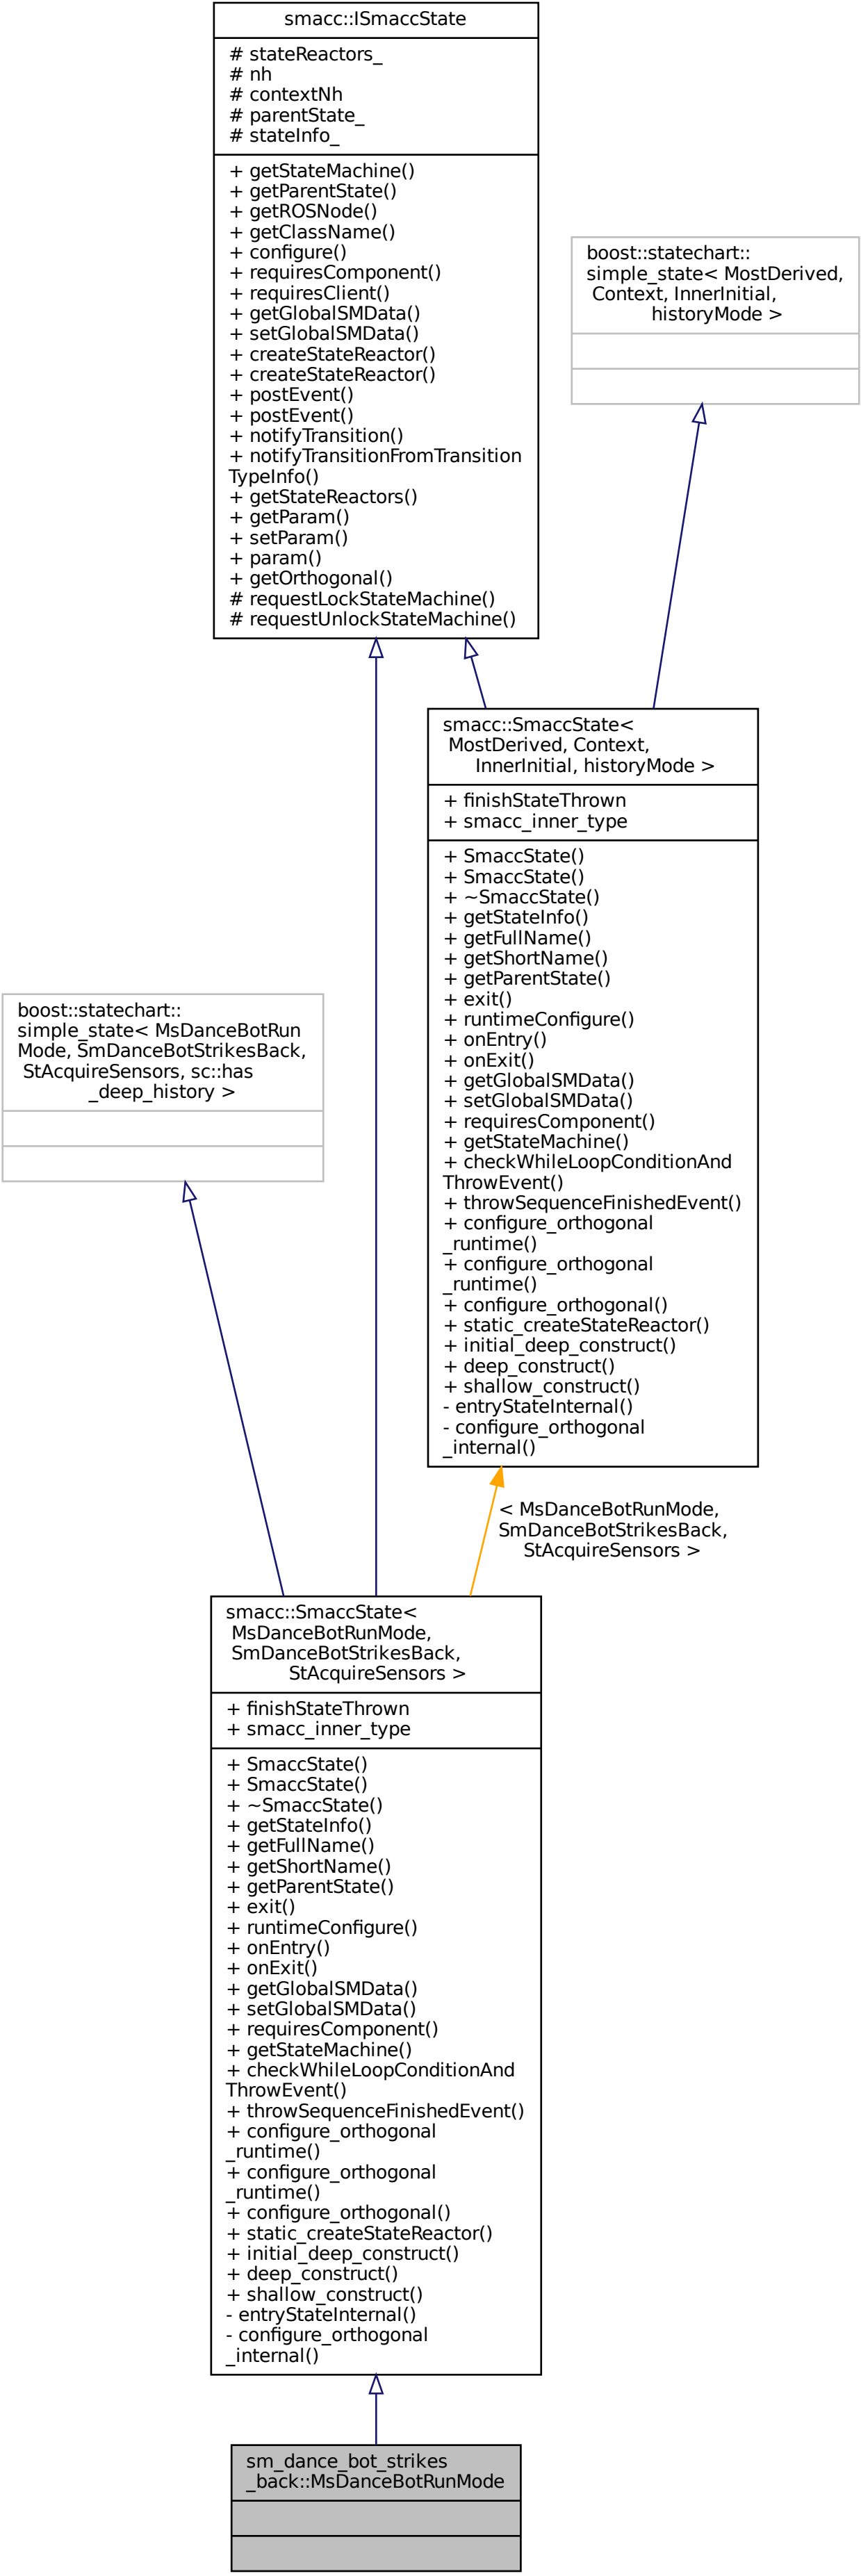 smacc::ISmaccState
# stateReactors_
# nh
# contextNh
# parentState_
# stateInfo_
+ getStateMachine()
+ getParentState()
+ getROSNode()
+ getClassName()
+ configure()
+ requiresComponent()
+ requiresClient()
+ getGlobalSMData()
+ setGlobalSMData()
+ createStateReactor()
+ createStateReactor()
+ postEvent()
+ postEvent()
+ notifyTransition()
+ notifyTransitionFromTransition
TypeInfo()
+ getStateReactors()
+ getParam()
+ setParam()
+ param()
+ getOrthogonal()
# requestLockStateMachine()
# requestUnlockStateMachine()
boost::statechart::
simple_state< MostDerived,
Context, InnerInitial,
historyMode >
smacc::SmaccState<
MostDerived, Context,
InnerInitial, historyMode >
+ finishStateThrown
+ smacc_inner_type
+ SmaccState()
+ SmaccState()
+ ~SmaccState()
+ getStateInfo()
+ getFullName()
+ getShortName()
+ getParentState()
+ exit()
+ runtimeConfigure()
+ onEntry()
+ onExit()
+ getGlobalSMData()
+ setGlobalSMData()
+ requiresComponent()
+ getStateMachine()
+ checkWhileLoopConditionAnd
ThrowEvent()
+ throwSequenceFinishedEvent()
+ configure_orthogonal
_runtime()
+ configure_orthogonal
_runtime()
+ configure_orthogonal()
+ static_createStateReactor()
+ initial_deep_construct()
+ deep_construct()
+ shallow_construct()
- entryStateInternal()
- configure_orthogonal
_internal()
boost::statechart::
simple_state< MsDanceBotRun
Mode, SmDanceBotStrikesBack,
StAcquireSensors, sc::has
_deep_history >
< MsDanceBotRunMode,
SmDanceBotStrikesBack,
StAcquireSensors >
smacc::SmaccState<
MsDanceBotRunMode,
SmDanceBotStrikesBack,
StAcquireSensors >
+ finishStateThrown
+ smacc_inner_type
+ SmaccState()
+ SmaccState()
+ ~SmaccState()
+ getStateInfo()
+ getFullName()
+ getShortName()
+ getParentState()
+ exit()
+ runtimeConfigure()
+ onEntry()
+ onExit()
+ getGlobalSMData()
+ setGlobalSMData()
+ requiresComponent()
+ getStateMachine()
+ checkWhileLoopConditionAnd
ThrowEvent()
+ throwSequenceFinishedEvent()
+ configure_orthogonal
_runtime()
+ configure_orthogonal
_runtime()
+ configure_orthogonal()
+ static_createStateReactor()
+ initial_deep_construct()
+ deep_construct()
+ shallow_construct()
- entryStateInternal()
- configure_orthogonal
_internal()
sm_dance_bot_strikes
_back::MsDanceBotRunMode